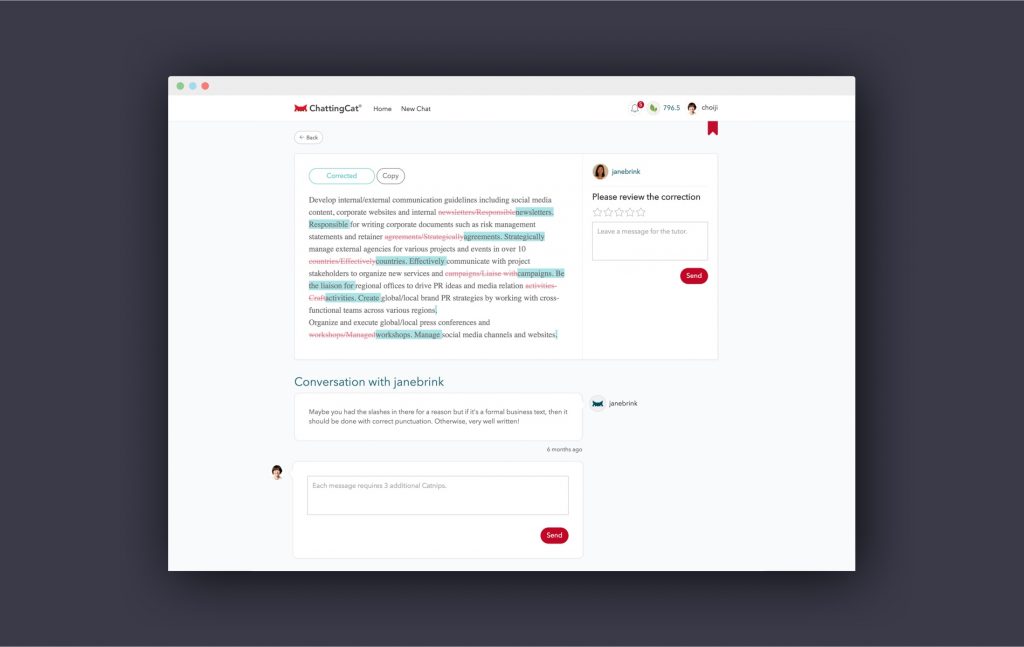 ChattingCat®
Home
New Chat
5
796.5
choiji
← Back
Corrected
Copy
Develop internal/external communication guidelines including social media
content, corporate websites and internal newsletters/Responsiblenewsletters.
Responsible for writing corporate documents such as risk management
statements and retainer agreements/Strategicallyagreements. Strategically
manage external agencies for various projects and events in over 10
countries/Effectivelycountries. Effectively communicate with project
stakeholders to organize new services and campaigns/Liaise withcampaigns. Be
the liaison for regional offices to drive PR ideas and media relation activities-
Craftactivities. Create global/local brand PR strategies by working with cross-
functional teams across various regions.
Organize and execute global/local press conferences and
workshops/Managedworkshops. Manage social media channels and websites.
janebrink
Please review the correction
Leave a message for the tutor.
Send
Conversation with janebrink
Maybe you had the slashes in there for a reason but if it's a formal business text, then it
should be done with correct punctuation. Otherwise, very well written!
janebrink
6 months ago
Each message requires 3 additional Catnips.
Send